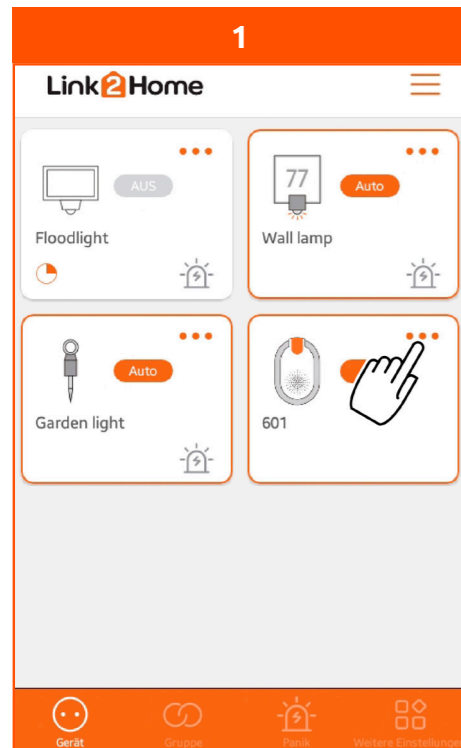 1
Link2Home
AUS
Floodlight
77
Auto
Wall lamp
Auto
Garden light
601
Gerät
Gruppe
Panik
Weitere Einstellungen